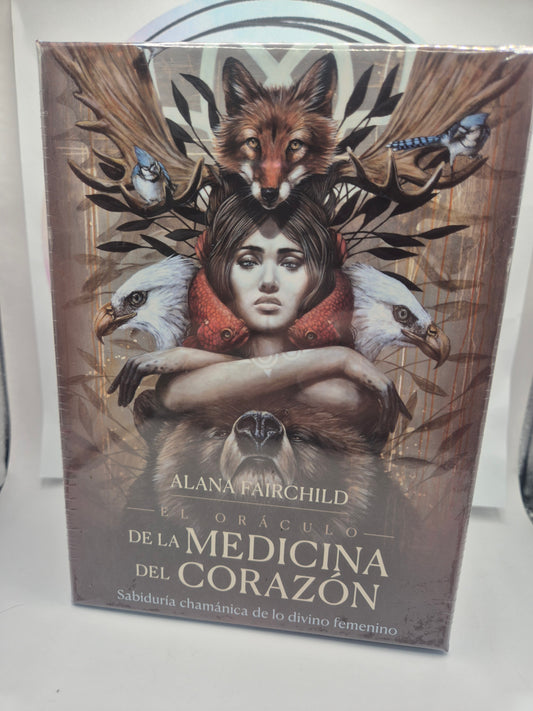 ALANA FAIRCHILD
EL ORÁCULO
DE LA MEDICINA
DEL CORAZÓN
Sabiduría chamánica de lo divino femenino